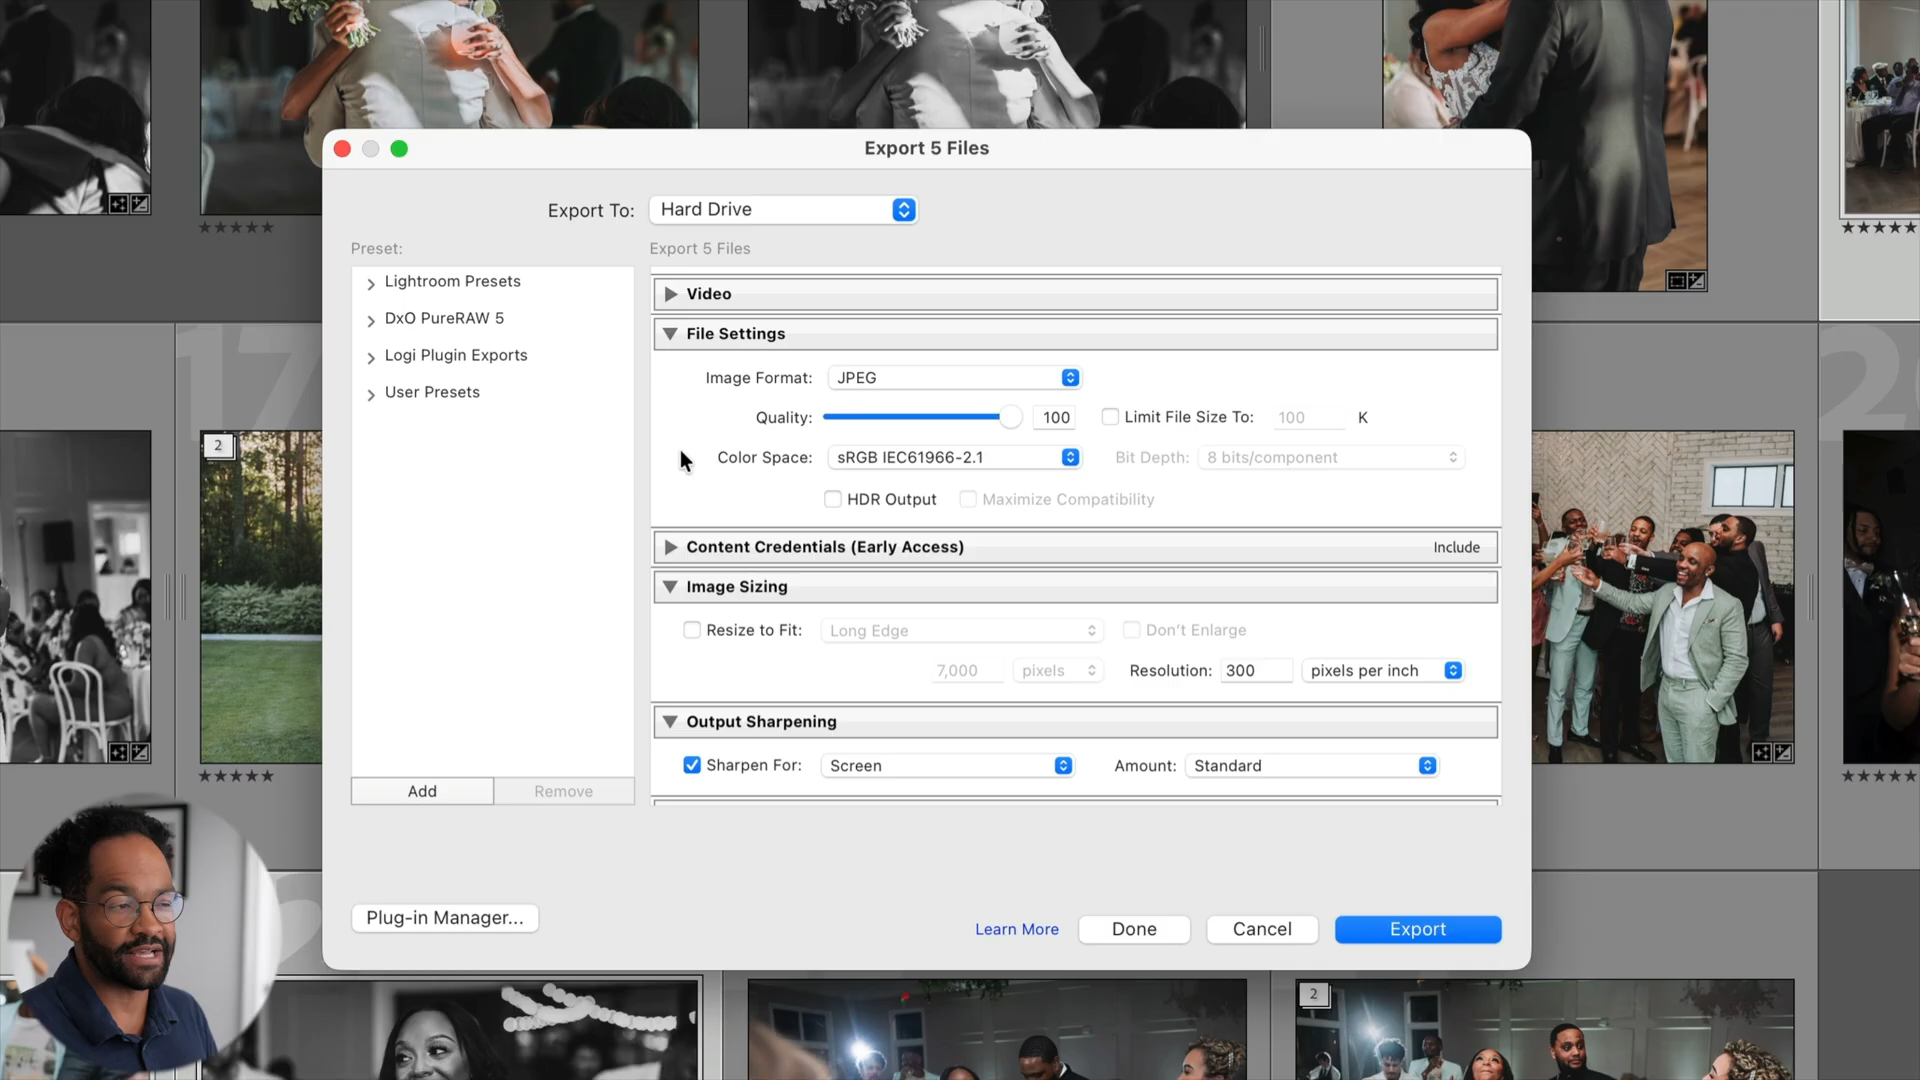 Export 5 Files
Export To: Hard Drive
Preset:
Export 5 Files
Lightroom Presets
DxO PureRAW 5
Logi Plugin Exports
User Presets
Video
File Settings
Image Format: JPEG
Quality: 100 Limit File Size To: 100 K
Color Space: sRGB IEC61966-2.1 Bit Depth: 8 bits/component
HDR Output Maximize Compatibility
Content Credentials (Early Access) Include
Image Sizing
Resize to Fit: Long Edge Don't Enlarge
7,000 pixels Resolution: 300 pixels per inch
Output Sharpening
Sharpen For: Screen Amount: Standard
Add Remove
Plug-in Manager...
Learn More Done Cancel Export
17
2
2